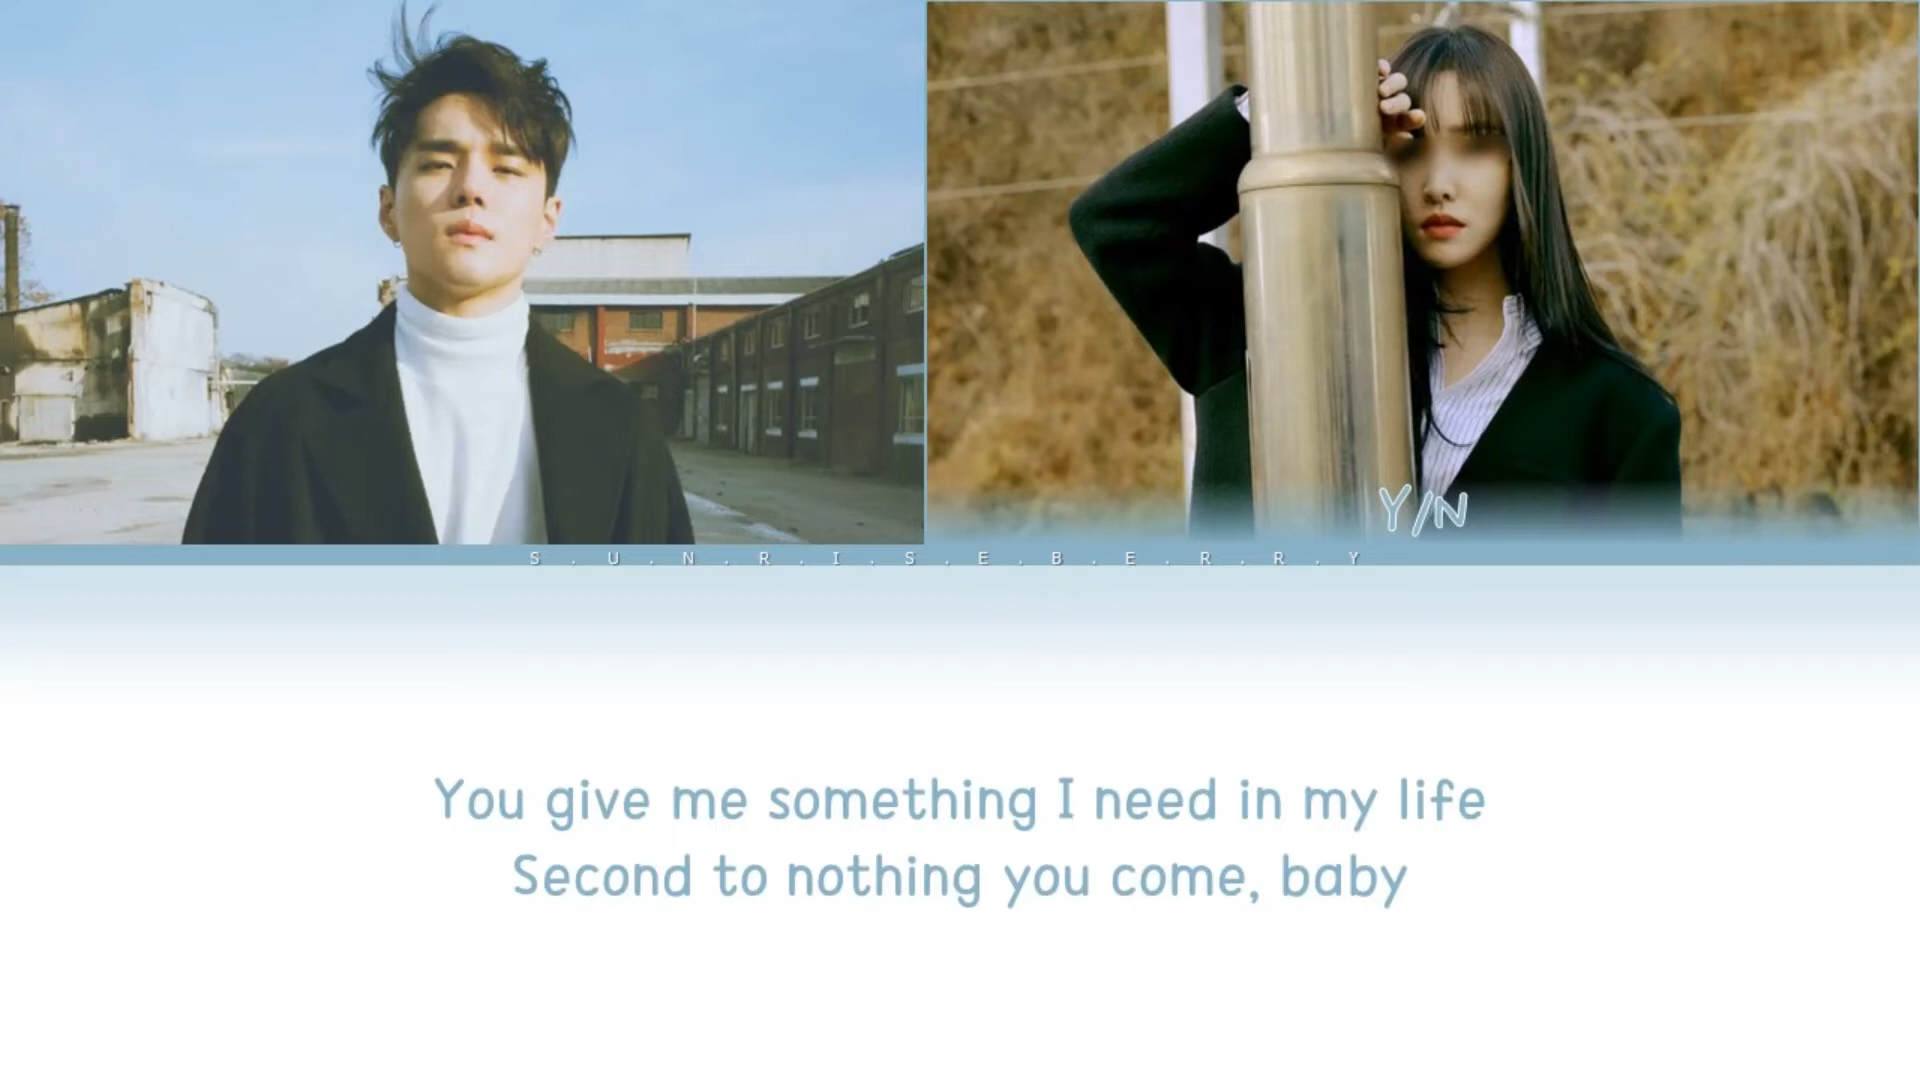 Y/N
S.U.N.R.I.S.E.B.E.R.R.Y
You give me something I need in my life
Second to nothing you come, baby